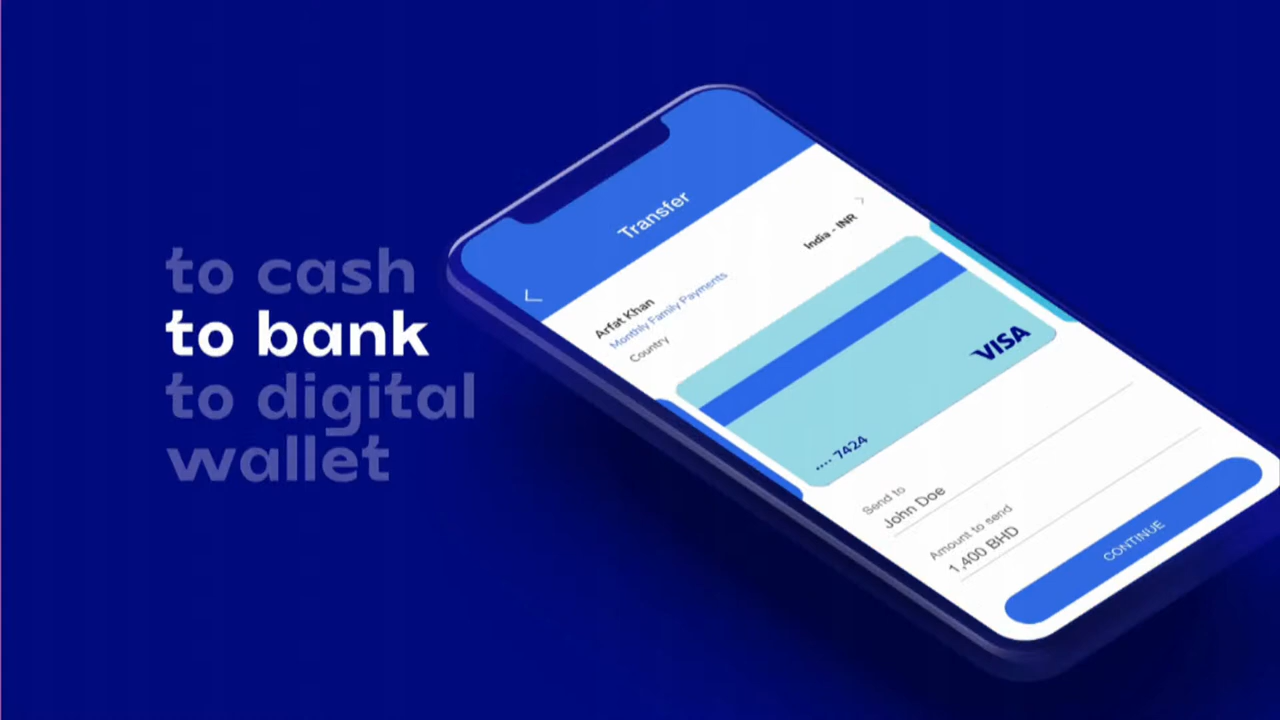 to cash
to bank
to digital
wallet
Transfer
Arfat Khan
Monthly Family Payments
Country
India - INR
VISA
.... 7424
Send to
John Doe
Amount to send
1,400 BHD
CONTINUE